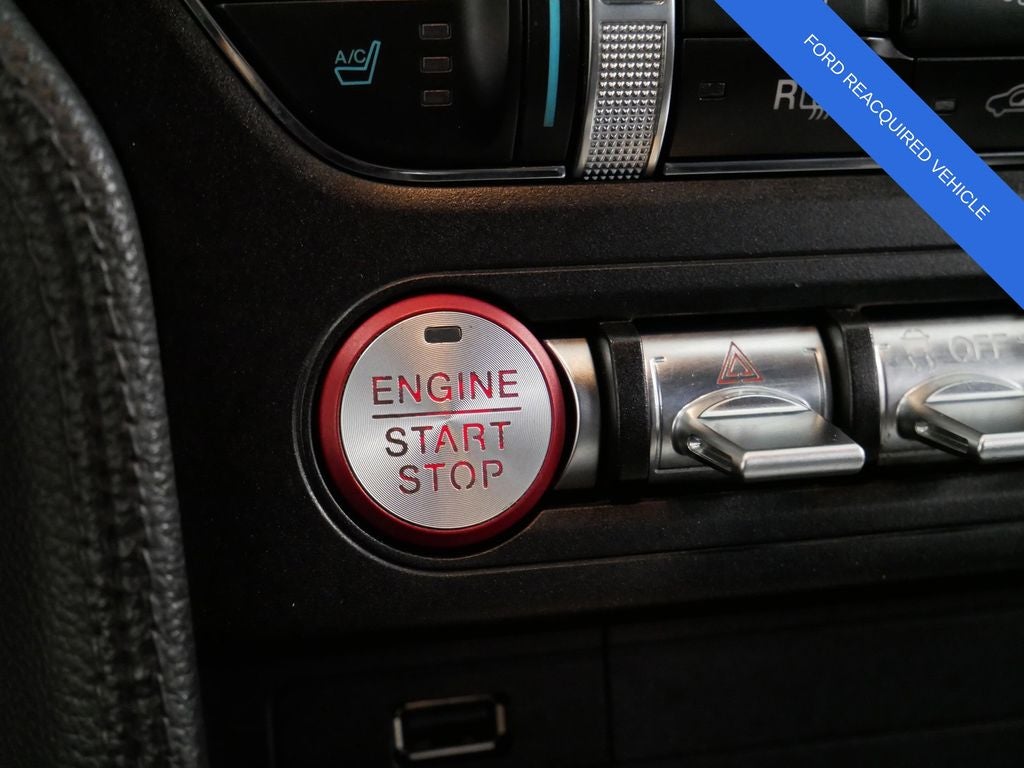 A/C
R
FORD REACQUIRED VEHICLE
ENGINE
START
STOP
OFF